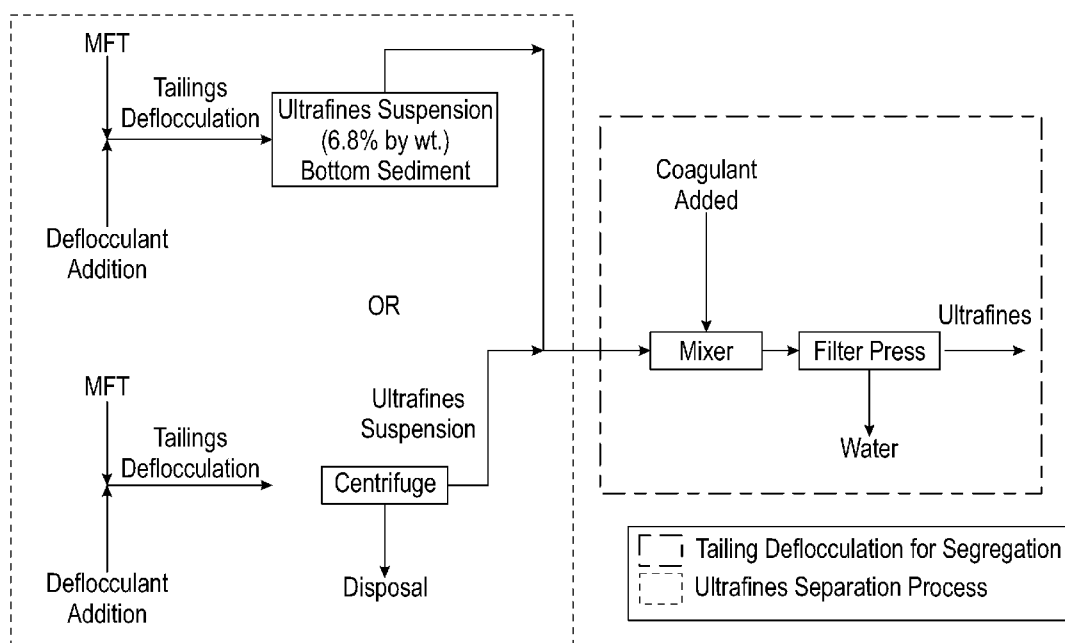 MFT
Tailings
Deflocculation
Ultrafines Suspension
(6.8% by wt.)
Bottom Sediment
Deflocculant
Addition
OR
MFT
Tailings
Deflocculation
Ultrafines
Suspension
Centrifuge
Deflocculant
Addition
Disposal
Coagulant
Added
Mixer
Filter Press
Ultrafines
Water
Tailing Deflocculation for Segregation
Ultrafines Separation Process